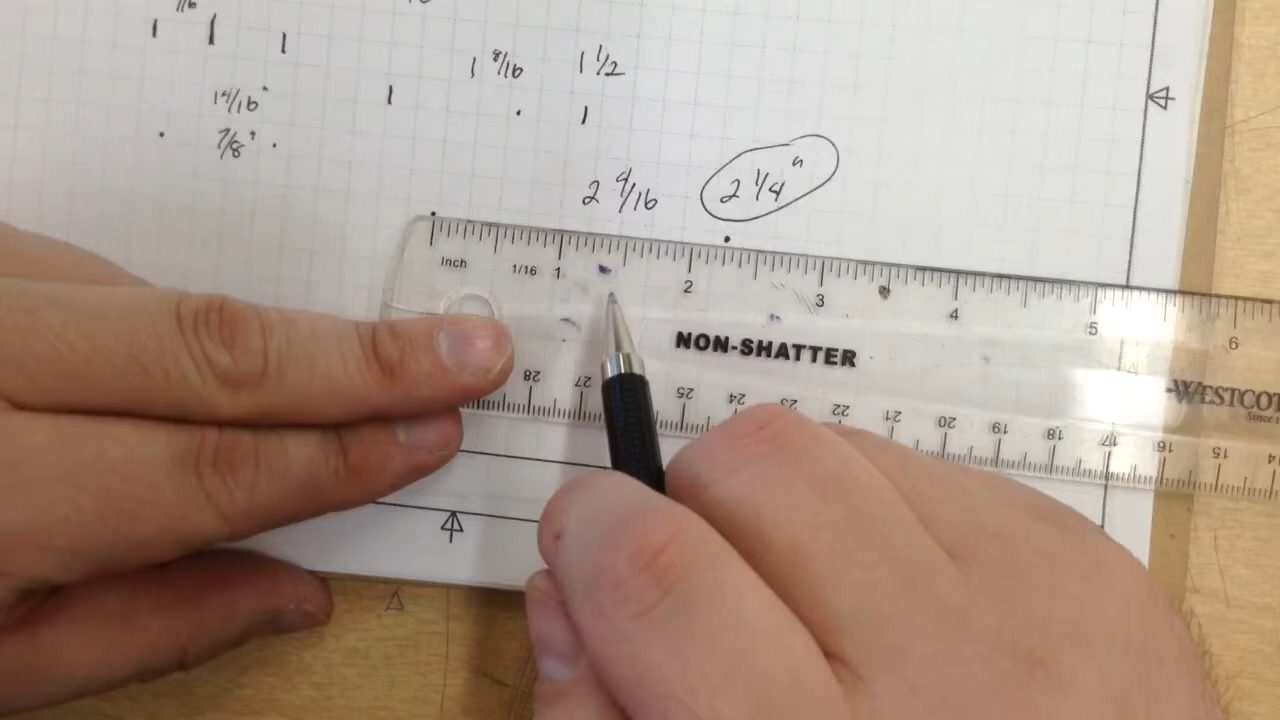 1 8/16 1 1/2
14/16"
7/8"
2 4/16 2 1/4"
Inch 1/16 1 2 3 4 5 6
NON-SHATTER
WESTCOT
28 27 25 24 23 22 21 20 19 18 17 16 15 14